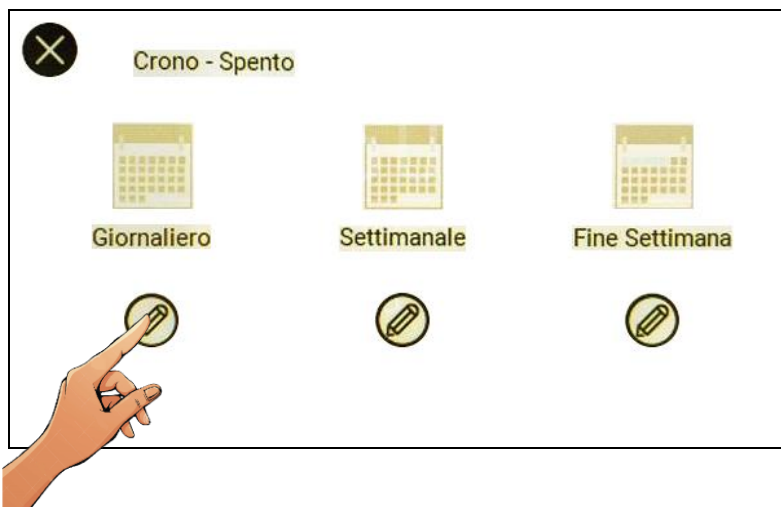 Crono - Spento
Giornaliero
Settimanale
Fine Settimana